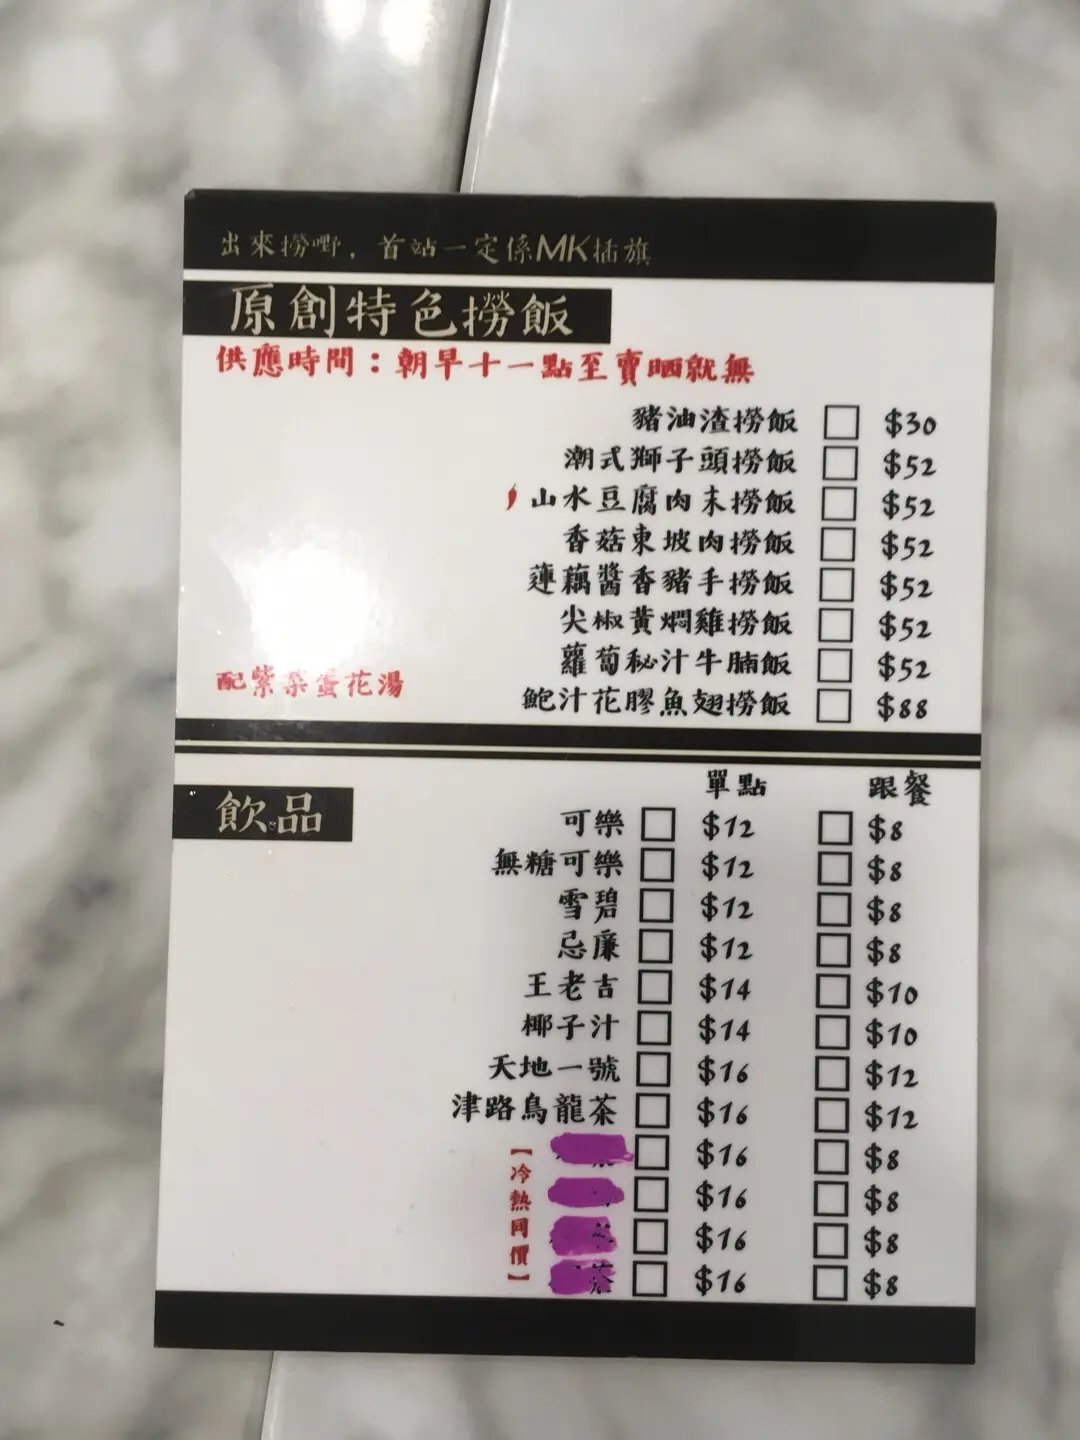 出來撈嘢，首站一定係MK插旗
原創特色撈飯
供應時間：朝早十一點至賣晒就無
豬油渣撈飯 $30
潮式獅子頭撈飯 $52
山水豆腐肉末撈飯 $52
香菇東坡肉撈飯 $52
蓮藕醬香豬手撈飯 $52
尖椒黃燜雞撈飯 $52
蘿蔔秘汁牛腩飯 $52
鮑汁花膠魚翅撈飯 $88
配紫菜蛋花湯
單點 跟餐
飲品
可樂 $12 $8
無糖可樂 $12 $8
雪碧 $12 $8
忌廉 $12 $8
王老吉 $14 $10
椰子汁 $14 $10
天地一號 $16 $12
津路烏龍茶 $16 $12
【冷熱同價】
$16 $8
$16 $8
$16 $8
$16 $8